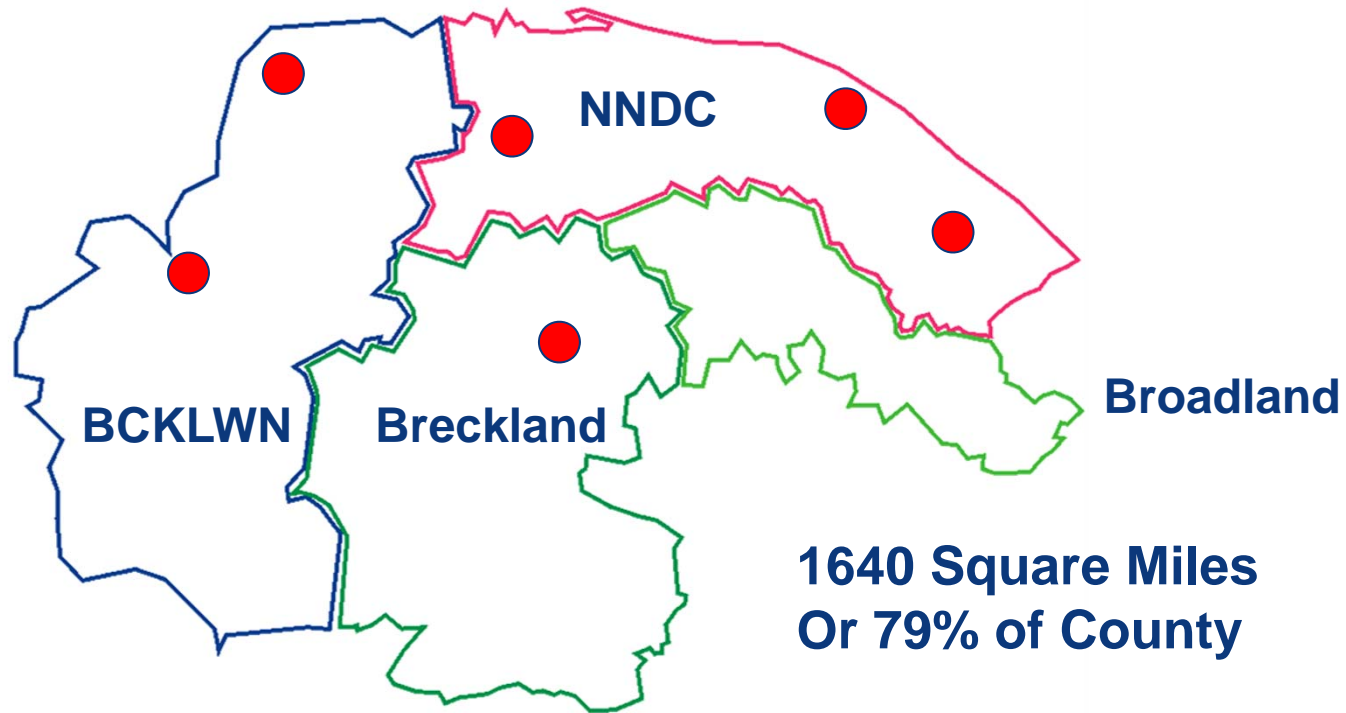 NNDC
BCKLWN
Breckland
Broadland
1640 Square Miles
Or 79% of County